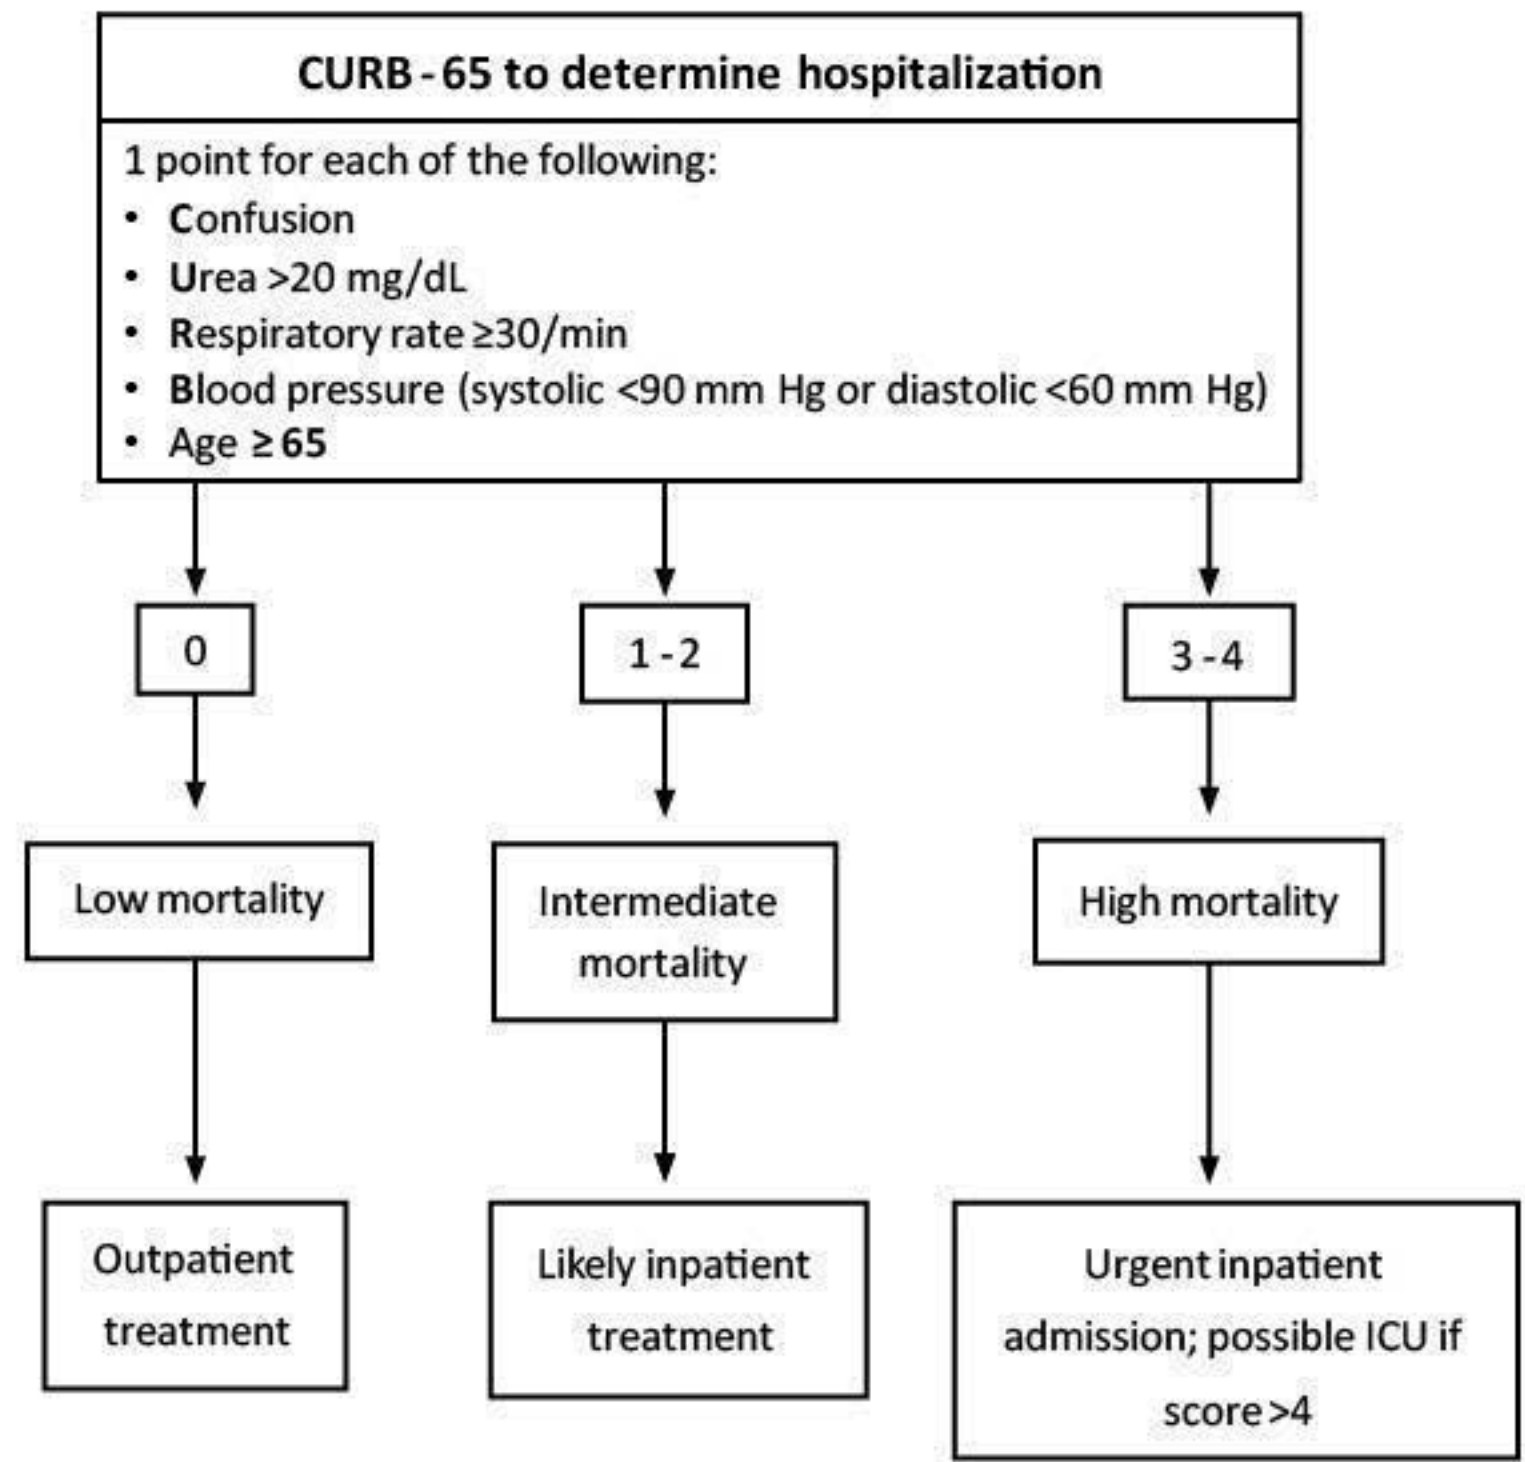 CURB-65 to determine hospitalization
1 point for each of the following:
• Confusion
• Urea >20 mg/dL
• Respiratory rate ≥30/min
• Blood pressure (systolic <90 mm Hg or diastolic <60 mm Hg)
• Age ≥65
0
1-2
3-4
Low mortality
Intermediate
mortality
High mortality
Outpatient
treatment
Likely inpatient
treatment
Urgent inpatient
admission; possible ICU if
score >4